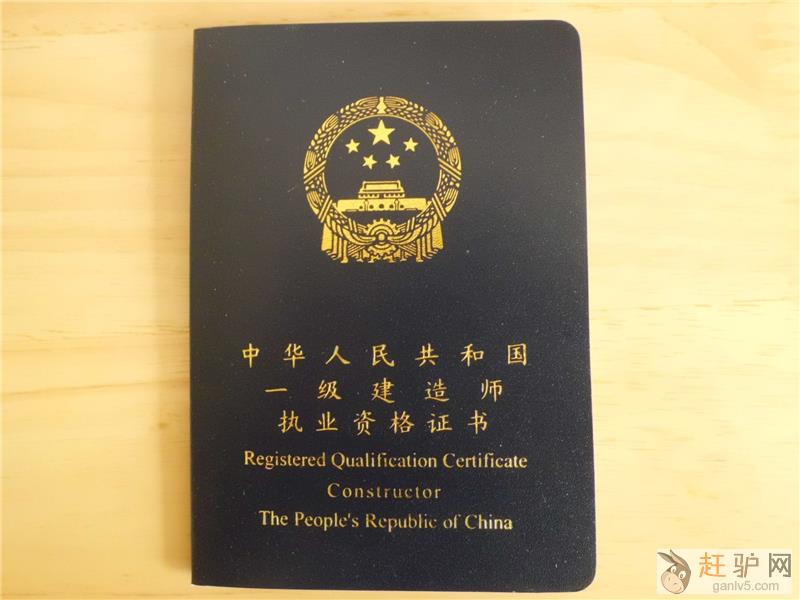 中华人民共和国
一级建造师
执业资格证书
Registered Qualification Certificate
Constructor
The People's Republic of China
赶驴网
ganlv5.com